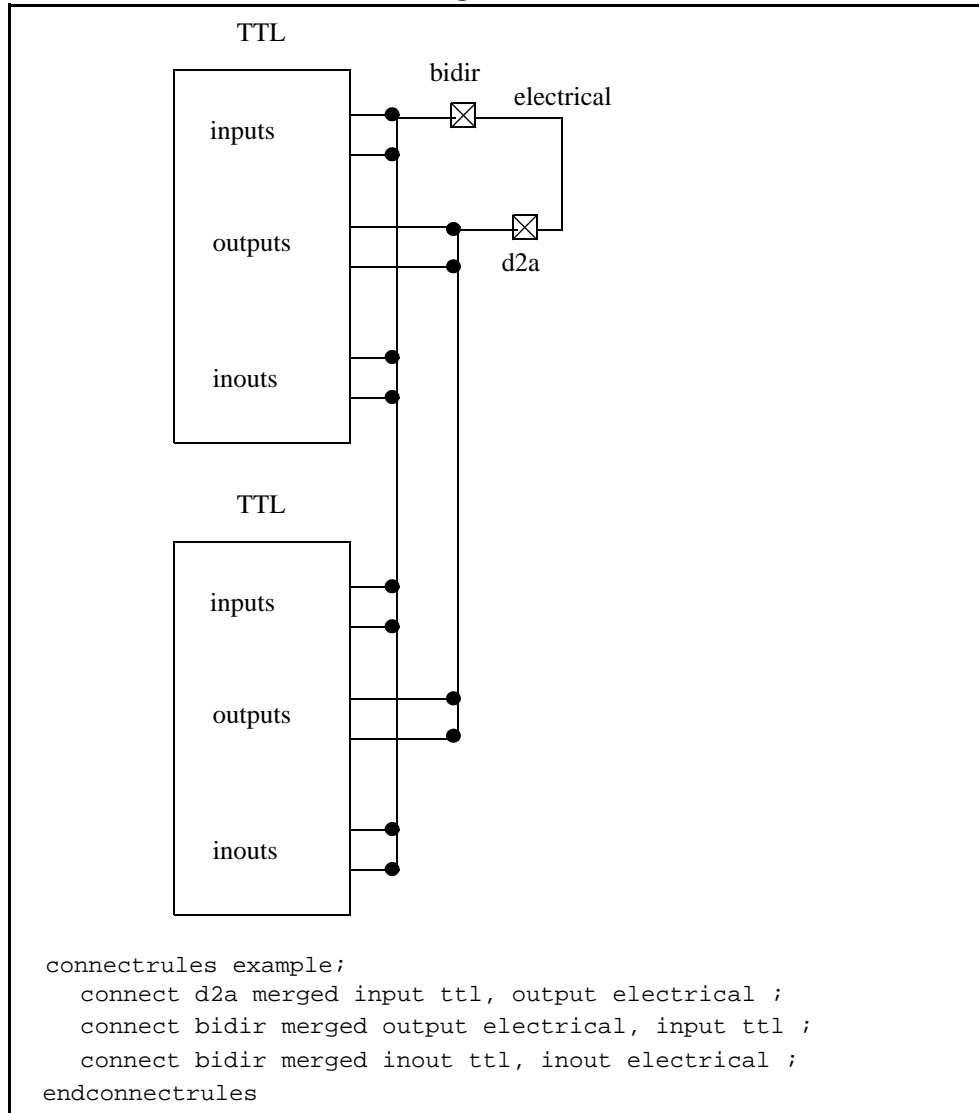 TTL
bidir
electrical
inputs
outputs
d2a
inouts
TTL
inputs
outputs
inouts
connectrules example;
connect d2a merged input ttl, output electrical ;
connect bidir merged output electrical, input ttl ;
connect bidir merged inout ttl, inout electrical ;
endconnectrules